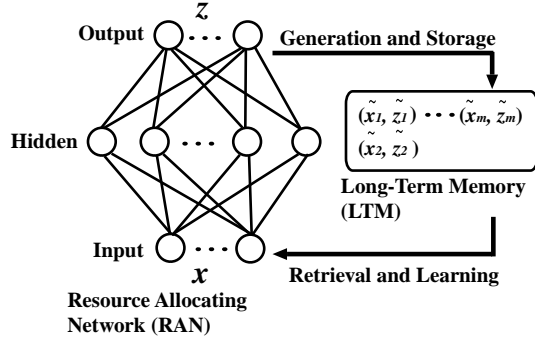 z
Output
Generation and Storage
(x̃1, z̃1) ··· (x̃m, z̃m)
(x̃2, z̃2 )
Hidden
Long-Term Memory
(LTM)
Input
x
Retrieval and Learning
Resource Allocating
Network (RAN)